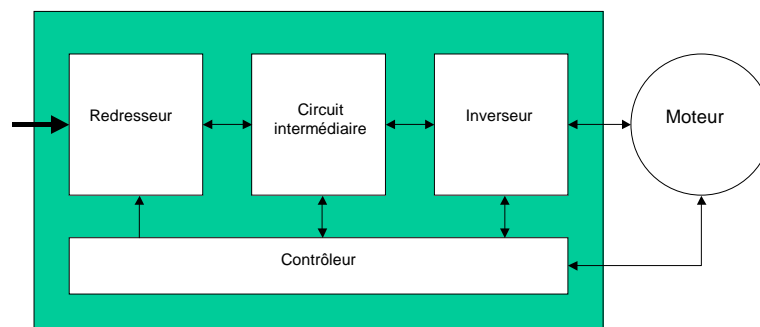 Redresseur
Circuit
intermédiaire
Inverseur
Moteur
Contrôleur